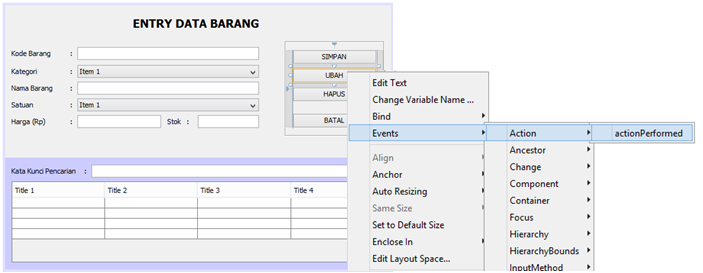 ENTRY DATA BARANG
Kode Barang :
Kategori : Item 1
Nama Barang :
Satuan : Item 1
Harga (Rp) : Stok :
SIMPAN
UBAH
HAPUS
BATAL
Kata Kunci Pencarian :
Title 1 Title 2 Title 3 Title 4
Edit Text
Change Variable Name ...
Bind
Events
Align
Anchor
Auto Resizing
Same Size
Set to Default Size
Enclose In
Edit Layout Space...
Action
Ancestor
Change
Component
Container
Focus
Hierarchy
HierarchyBounds
InputMethod
actionPerformed